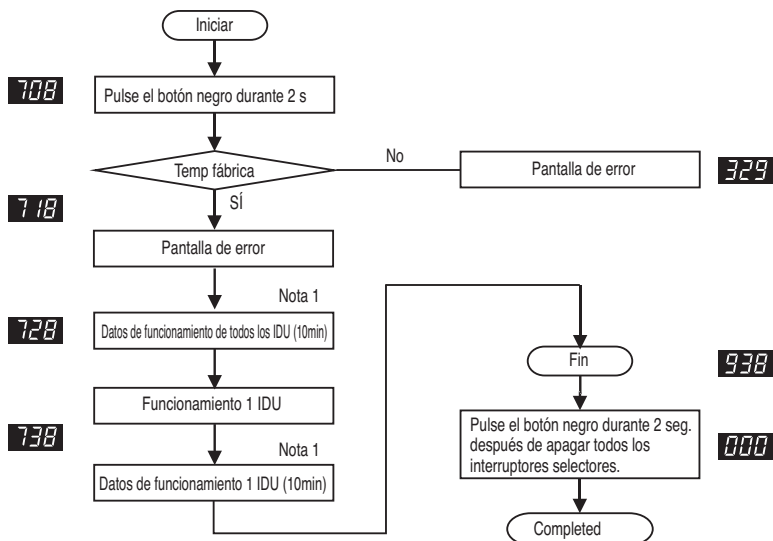 Iniciar
708
Pulse el botón negro durante 2 s
Temp fábrica
No
Pantalla de error
329
718
SÍ
Pantalla de error
Nota 1
728
Datos de funcionamiento de todos los IDU (10min)
Funcionamiento 1 IDU
738
Nota 1
Datos de funcionamiento 1 IDU (10min)
Fin
938
Pulse el botón negro durante 2 seg.
después de apagar todos los
interruptores selectores.
000
Completed